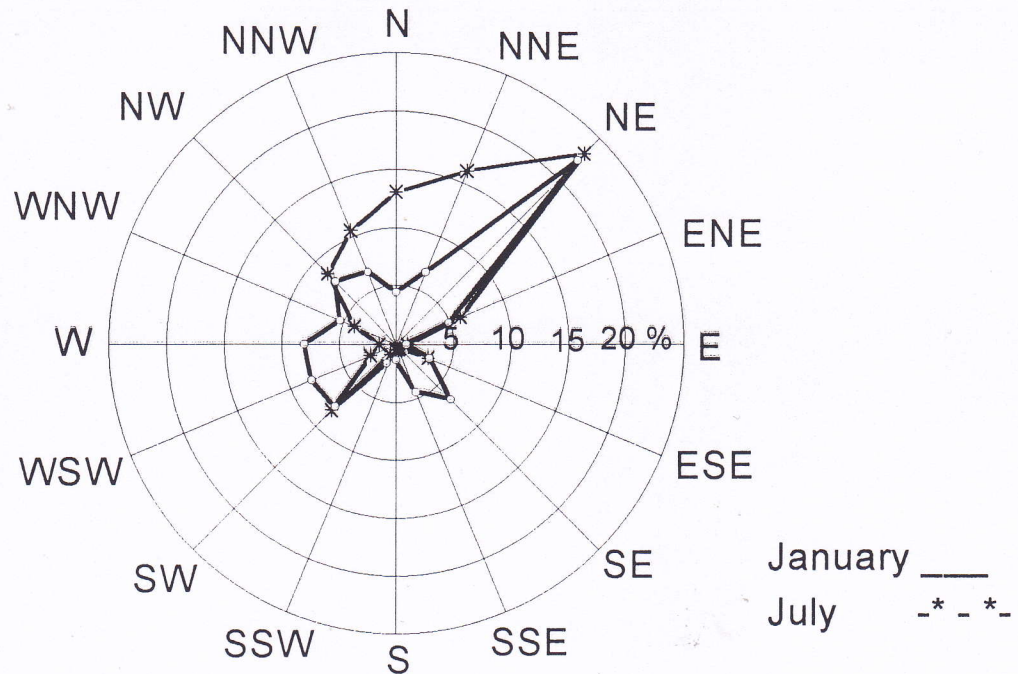 N
NNW NNE
NW NE
WNW ENE
W 5 10 15 20 % E
WSW ESE
SW SE
SSW SSE
S
January ___
July -* - *-